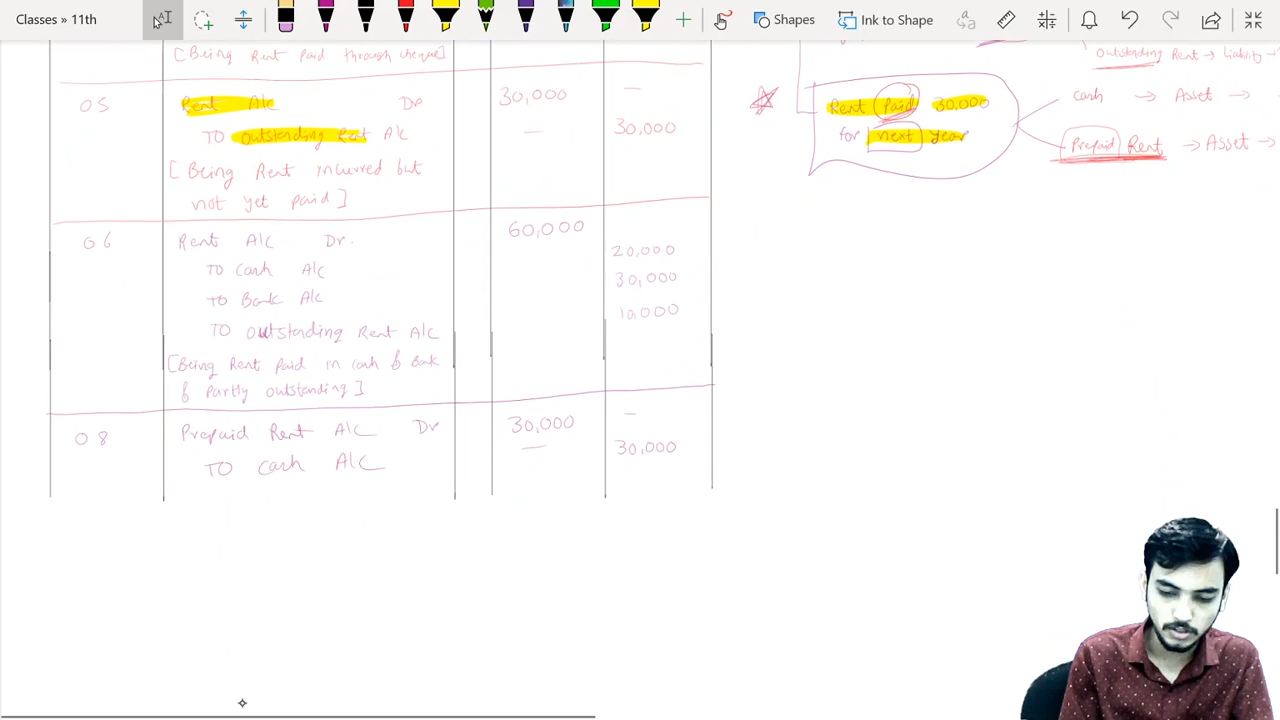 Classes » 11th
Shapes
Ink to Shape
[Being Rent Paid through cheque]
05 Rent A/c Dr 30,000 —
TO outstanding Rent A/c — 30,000
[Being Rent incurred but
not yet paid]
06 Rent A/c Dr. 60,000
TO cash A/c 20,000
TO Bank A/c 30,000
TO outstanding Rent A/c 10,000
[Being Rent Paid in cash & Bank
& partly outstanding]
08 Prepaid Rent A/c Dr 30,000 —
TO cash A/c — 30,000
Outstanding Rent → Liability →
Rent Paid 30,000
for next year
cash → Asset →
Prepaid Rent → Asset →